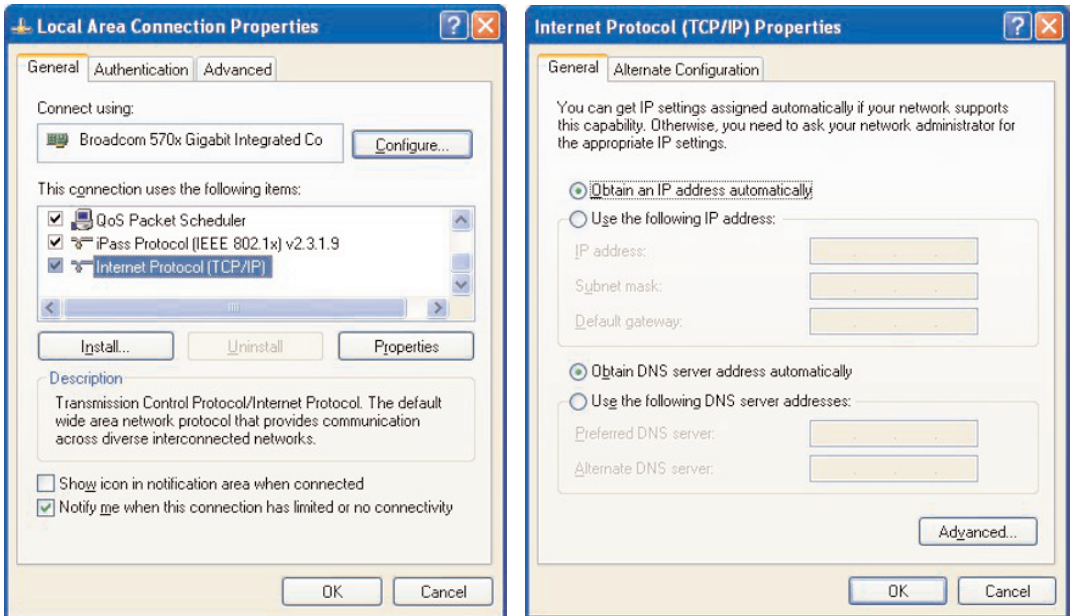 Local Area Connection Properties
General Authentication Advanced
Connect using:
Broadcom 570x Gigabit Integrated Co
Configure...
This connection uses the following items:
QoS Packet Scheduler
iPass Protocol (IEEE 802.1x) v2.3.1.9
Internet Protocol (TCP/IP)
Install... Uninstall Properties
Description
Transmission Control Protocol/Internet Protocol. The default
wide area network protocol that provides communication
across diverse interconnected networks.
Show icon in notification area when connected
Notify me when this connection has limited or no connectivity
OK Cancel
Internet Protocol (TCP/IP) Properties
General Alternate Configuration
You can get IP settings assigned automatically if your network supports
this capability. Otherwise, you need to ask your network administrator for
the appropriate IP settings.
Obtain an IP address automatically
Use the following IP address:
IP address:
Subnet mask:
Default gateway:
Obtain DNS server address automatically
Use the following DNS server addresses:
Preferred DNS server:
Alternate DNS server:
Advanced...
OK Cancel